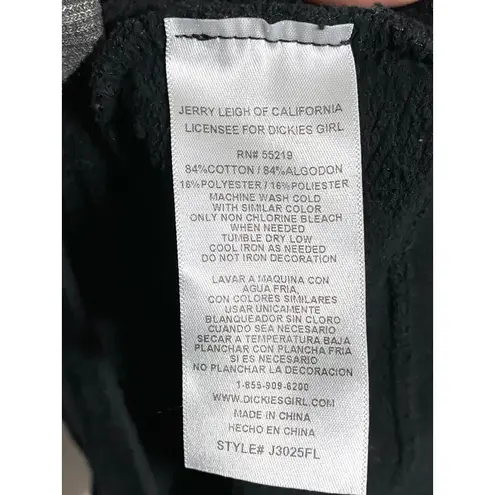 JERRY LEIGH OF CALIFORNIA
LICENSEE FOR DICKIES GIRL
RN# 55219
84%COTTON / 84%ALGODON
16%POLYESTER / 16%POLIESTER
MACHINE WASH COLD
WITH SIMILAR COLOR
ONLY NON CHLORINE BLEACH
WHEN NEEDED
TUMBLE DRY LOW
COOL IRON AS NEEDED
DO NOT IRON DECORATION
LAVAR A MAQUINA CON
AGUA FRIA,
CON COLORES SIMILARES
USAR UNICAMENTE
BLANQUEADOR SIN CLORO
CUANDO SEA NECESARIO
SECAR A TEMPERATURA BAJA
PLANCHAR CON PLANCHA FRIA
SI ES NECESARIO
NO PLANCHAR LA DECORACION
1-855-909-6200
WWW.DICKIESGIRL.COM
MADE IN CHINA
HECHO EN CHINA
STYLE# J3025FL